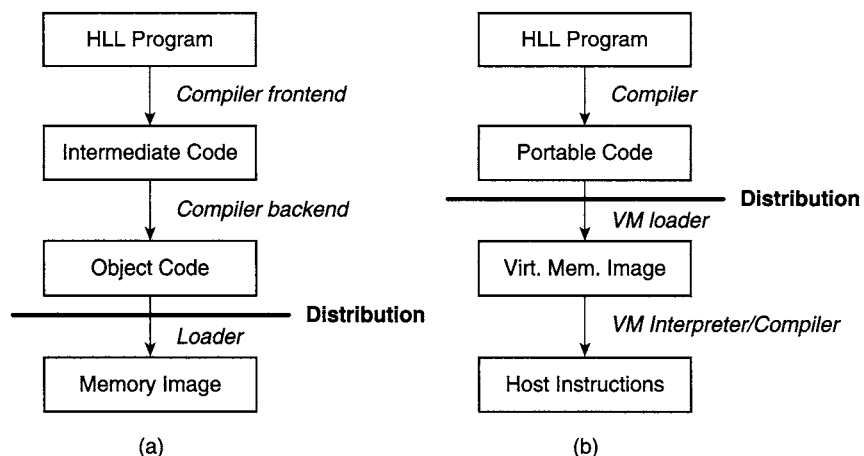 HLL Program
Compiler frontend
Intermediate Code
Compiler backend
Object Code
Distribution
Loader
Memory Image
(a)
HLL Program
Compiler
Portable Code
Distribution
VM loader
Virt. Mem. Image
VM Interpreter/Compiler
Host Instructions
(b)